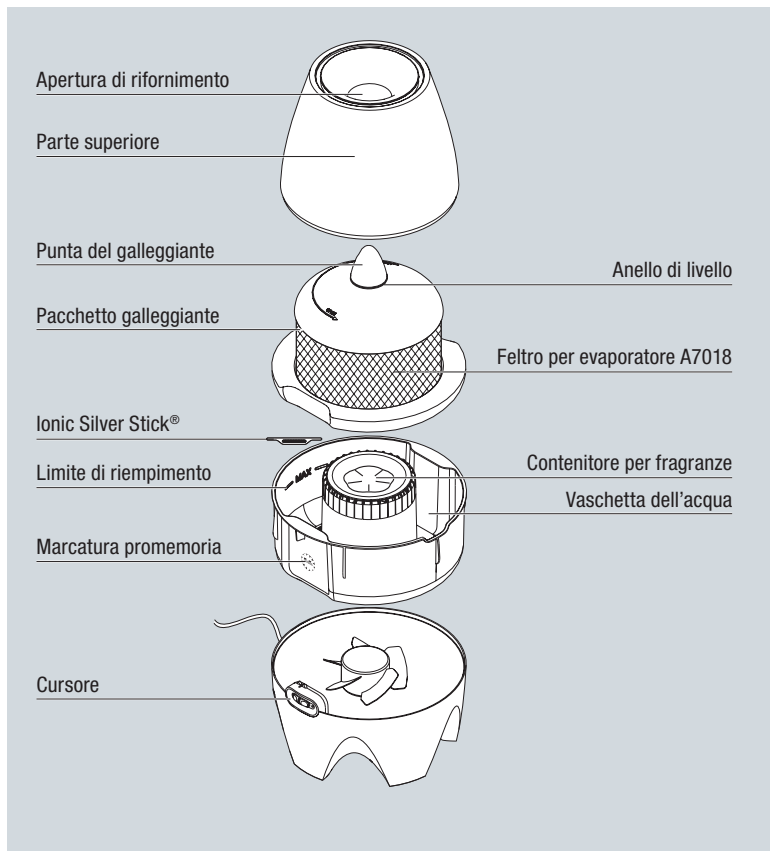 Apertura di rifornimento
Parte superiore
Punta del galleggiante
Anello di livello
Pacchetto galleggiante
Feltro per evaporatore A7018
Ionic Silver Stick®
Limite di riempimento
MAX
Contenitore per fragranze
Vaschetta dell'acqua
Marcatura promemoria
Cursore